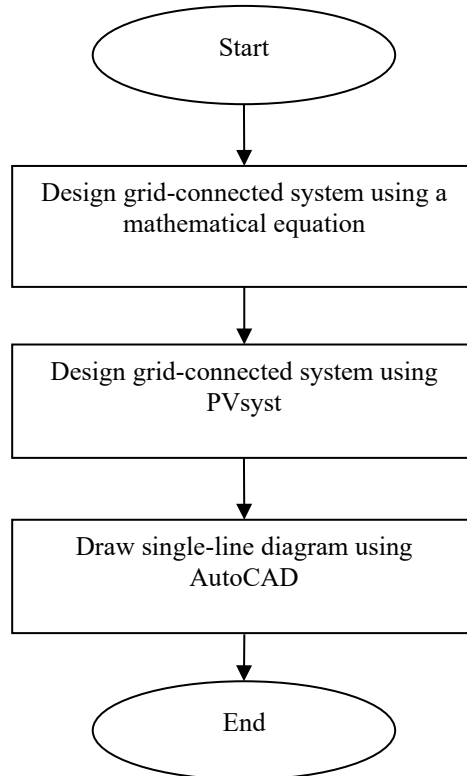 Start
Design grid-connected system using a
mathematical equation
Design grid-connected system using
PVsyst
Draw single-line diagram using
AutoCAD
End